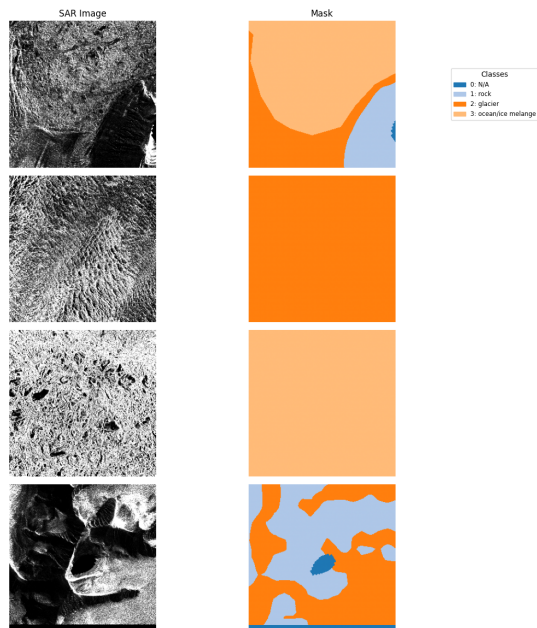 SAR Image
Mask
Classes
0: N/A
1: rock
2: glacier
3: ocean/ice melange